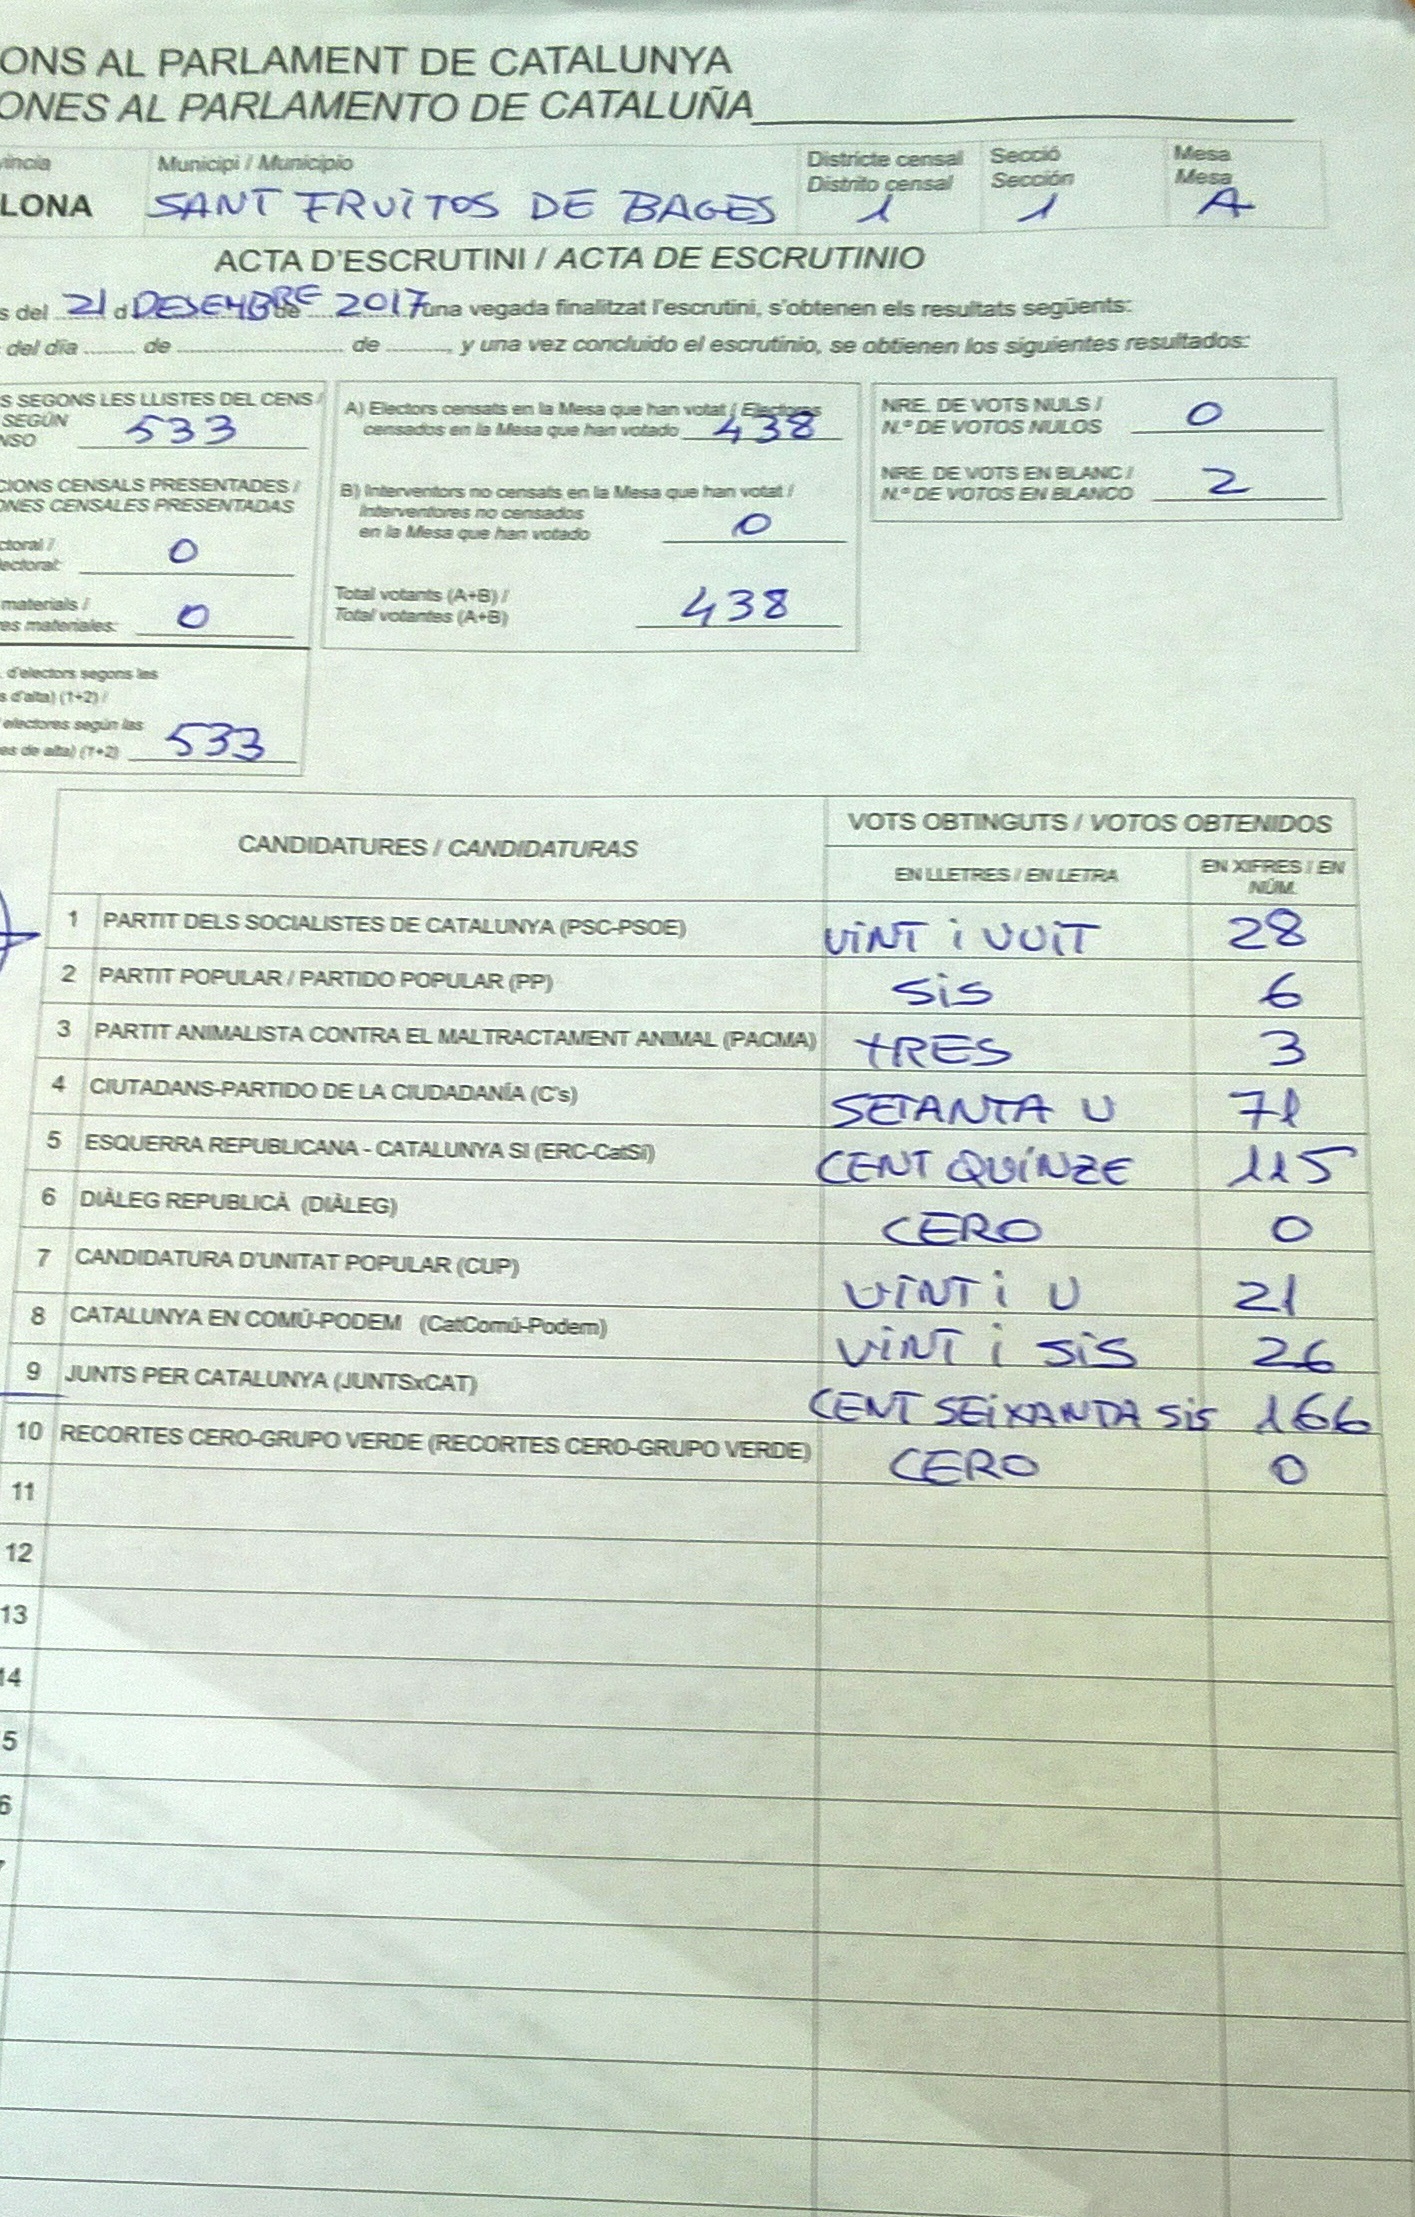 ONS AL PARLAMENT DE CATALUNYA
ONES AL PARLAMENTO DE CATALUÑA
víncia Municipi / Municipio Districte censal Secció Mesa
Distrito censal Sección Mesa
LONA SANT FRUITOS DE BAGES 1 1 A
ACTA D'ESCRUTINI / ACTA DE ESCRUTINIO
s del 21 d DESEMBRE de 2017 una vegada finalitzat l'escrutini, s'obtenen els resultats següents:
del día ........ de ........................ de ........, y una vez concluido el escrutinio, se obtienen los siguientes resultados:
S SEGONS LES LLISTES DEL CENS /
SEGÚN
NSO 533
CIONS CENSALS PRESENTADES /
ONES CENSALES PRESENTADAS
ctoral /
ectoral: 0
materials /
es materiales: 0
d'electors segons les
s d'alta) (1+2) /
electores según las
es de alta) (1+2) 533
A) Electors censats en la Mesa que han votat / Electores
censados en la Mesa que han votado 438
B) Interventors no censats en la Mesa que han votat /
Interventores no censados
en la Mesa que han votado 0
Total votants (A+B) /
Total votantes (A+B) 438
NRE. DE VOTS NULS /
N.º DE VOTOS NULOS 0
NRE. DE VOTS EN BLANC /
N.º DE VOTOS EN BLANCO 2
CANDIDATURES / CANDIDATURAS VOTS OBTINGUTS / VOTOS OBTENIDOS
EN LLETRES / EN LETRA EN XIFRES / EN
NÚM.
1 PARTIT DELS SOCIALISTES DE CATALUNYA (PSC-PSOE) VINT i VUIT 28
2 PARTIT POPULAR / PARTIDO POPULAR (PP) SiS 6
3 PARTIT ANIMALISTA CONTRA EL MALTRACTAMENT ANIMAL (PACMA) tRES 3
4 CIUTADANS-PARTIDO DE LA CIUDADANÍA (C's) SETANTA U 71
5 ESQUERRA REPUBLICANA - CATALUNYA SI (ERC-CatSí) CENT QUINZE 115
6 DIÀLEG REPUBLICÀ (DIÀLEG) CERO 0
7 CANDIDATURA D'UNITAT POPULAR (CUP) VINT i U 21
8 CATALUNYA EN COMÚ-PODEM (CatComú-Podem) VINT i SiS 26
9 JUNTS PER CATALUNYA (JUNTSxCAT) CENT SEIXANTA SiS 166
10 RECORTES CERO-GRUPO VERDE (RECORTES CERO-GRUPO VERDE) CERO 0
11
12
13
14
5
6